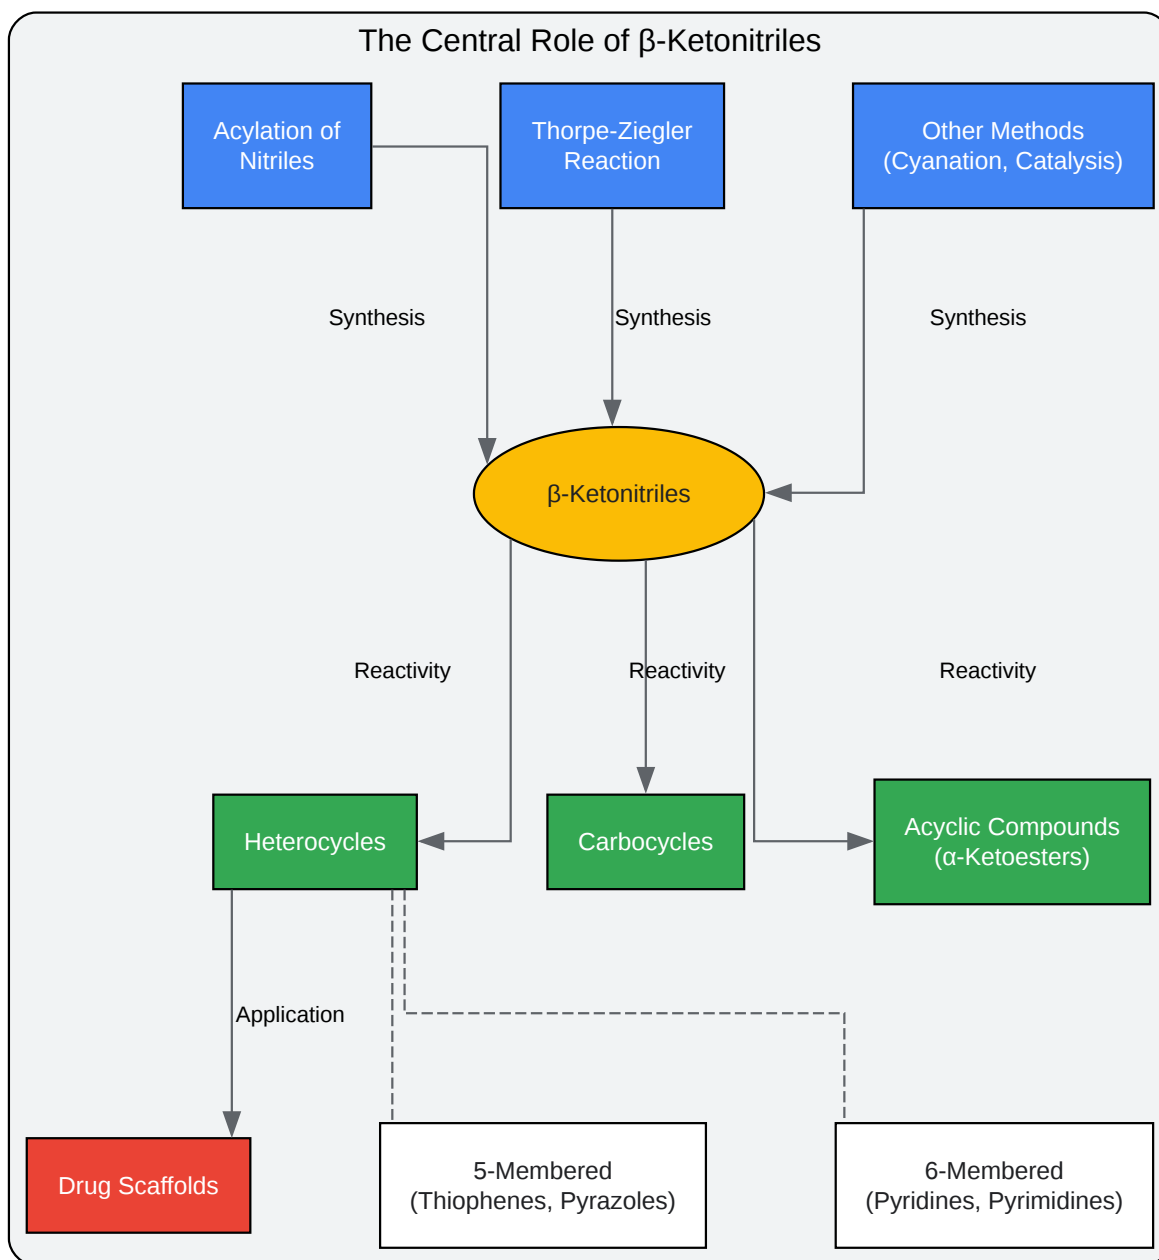 The Central Role of β-Ketonitriles
Acylation of
Nitriles
Thorpe-Ziegler
Reaction
Other Methods
(Cyanation, Catalysis)
Synthesis
Synthesis
Synthesis
β-Ketonitriles
Reactivity
Reactivity
Reactivity
Heterocycles
Carbocycles
Acyclic Compounds
(α-Ketoesters)
Application
Drug Scaffolds
5-Membered
(Thiophenes, Pyrazoles)
6-Membered
(Pyridines, Pyrimidines)